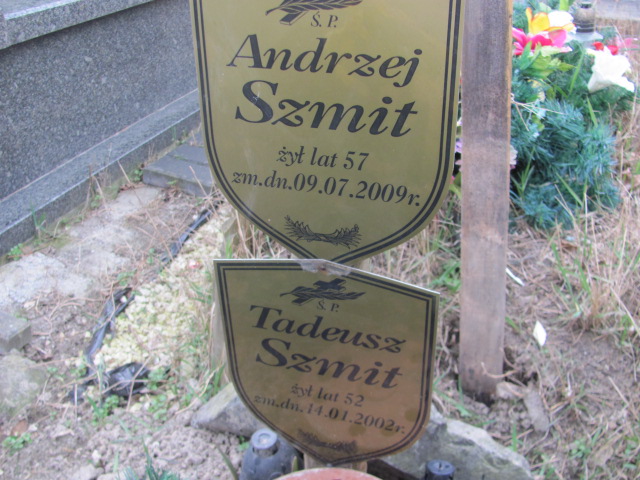 Ś. P.
Andrzej
Szmit
żył lat 57
zm.dn.09.07.2009r.
Ś. P.
Tadeusz
Szmit
żył lat 52
zm.dn.14.01.2002r.